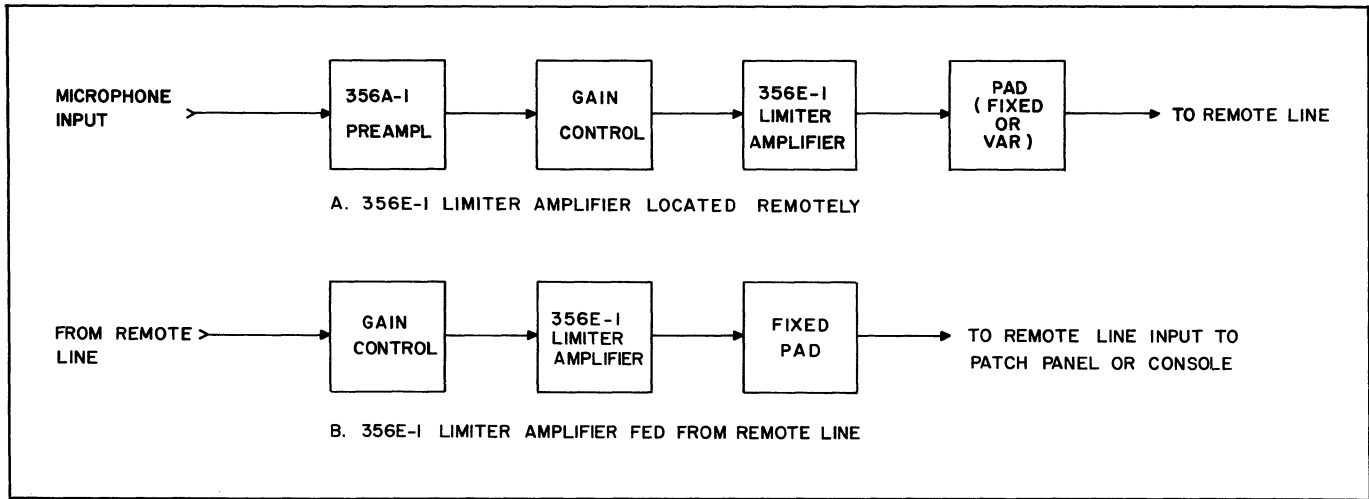 MICROPHONE
INPUT
356A-1
PREAMPL
GAIN
CONTROL
356E-1
LIMITER
AMPLIFIER
PAD
(FIXED
OR
VAR)
TO REMOTE LINE
A. 356E-1 LIMITER AMPLIFIER LOCATED REMOTELY
FROM REMOTE
LINE
GAIN
CONTROL
356E-1
LIMITER
AMPLIFIER
FIXED
PAD
TO REMOTE LINE INPUT TO
PATCH PANEL OR CONSOLE
B. 356E-1 LIMITER AMPLIFIER FED FROM REMOTE LINE